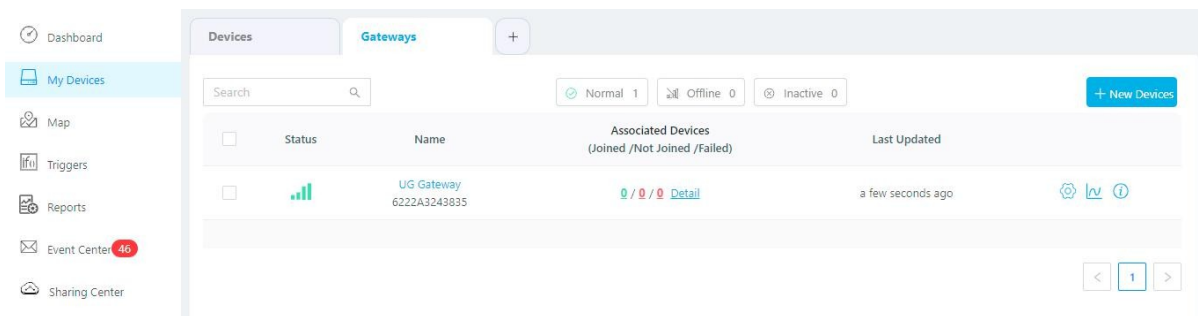 Dashboard
My Devices
Map
Triggers
Reports
Event Center 46
Sharing Center
Devices
Gateways
+
Search
Normal 1
Offline 0
Inactive 0
+ New Devices
Status
Name
Associated Devices
(Joined /Not Joined /Failed)
Last Updated
UG Gateway
6222A3243835
0 / 0 / 0 Detail
a few seconds ago
< 1 >